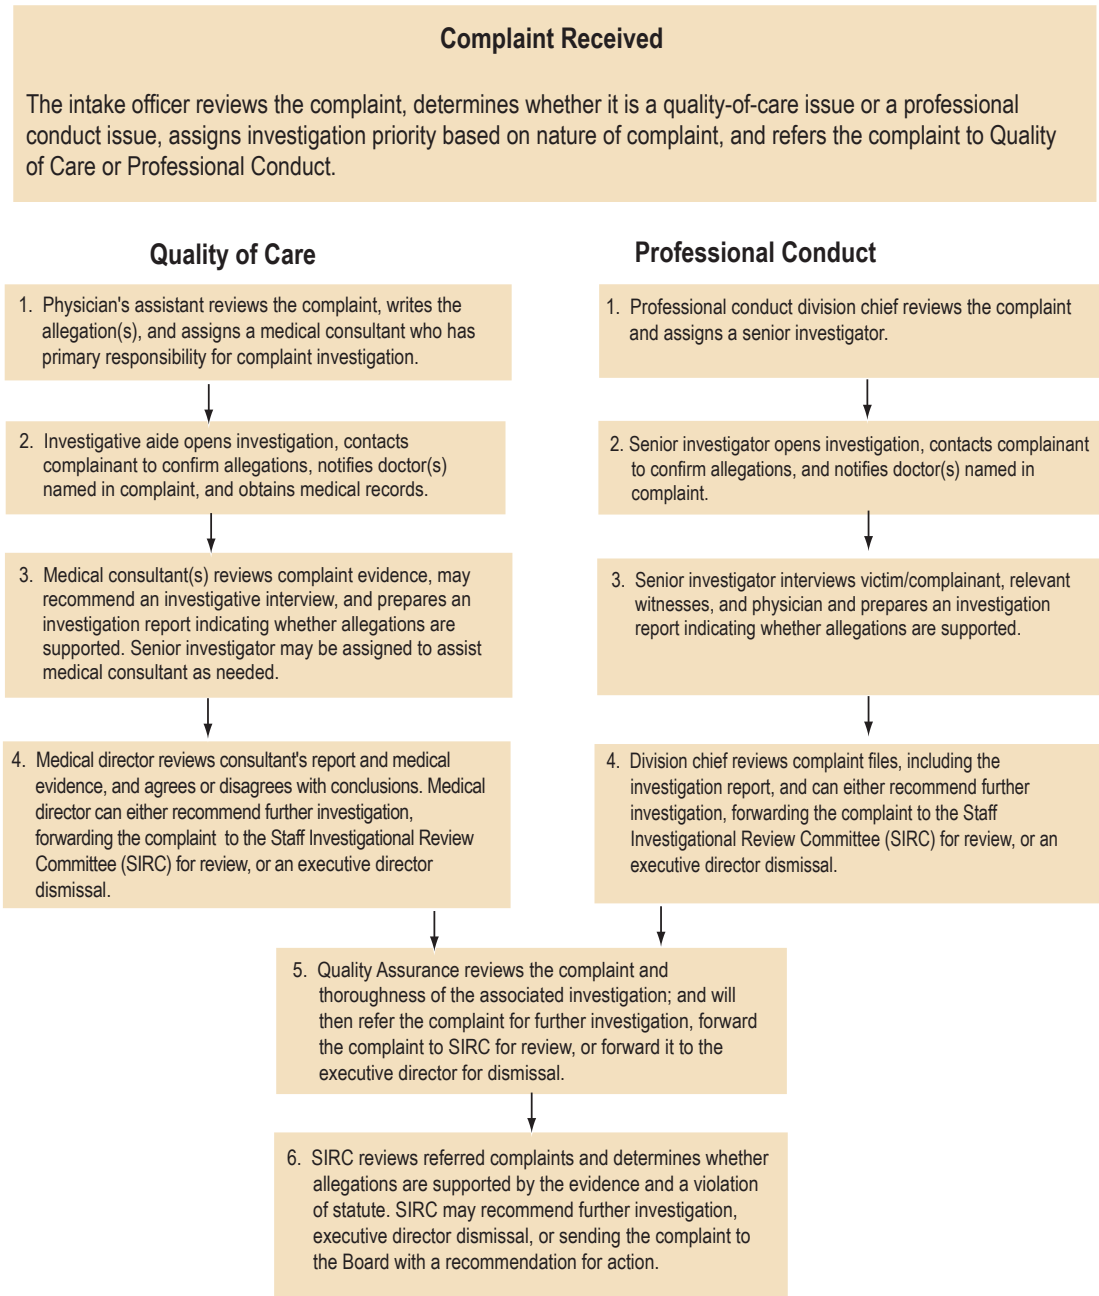 Complaint Received
The intake officer reviews the complaint, determines whether it is a quality-of-care issue or a professional
conduct issue, assigns investigation priority based on nature of complaint, and refers the complaint to Quality
of Care or Professional Conduct.
Quality of Care
1. Physician's assistant reviews the complaint, writes the
allegation(s), and assigns a medical consultant who has
primary responsibility for complaint investigation.
2. Investigative aide opens investigation, contacts
complainant to confirm allegations, notifies doctor(s)
named in complaint, and obtains medical records.
3. Medical consultant(s) reviews complaint evidence, may
recommend an investigative interview, and prepares an
investigation report indicating whether allegations are
supported. Senior investigator may be assigned to assist
medical consultant as needed.
4. Medical director reviews consultant's report and medical
evidence, and agrees or disagrees with conclusions. Medical
director can either recommend further investigation,
forwarding the complaint to the Staff Investigational Review
Committee (SIRC) for review, or an executive director
dismissal.
Professional Conduct
1. Professional conduct division chief reviews the complaint
and assigns a senior investigator.
2. Senior investigator opens investigation, contacts complainant
to confirm allegations, and notifies doctor(s) named in
complaint.
3. Senior investigator interviews victim/complainant, relevant
witnesses, and physician and prepares an investigation
report indicating whether allegations are supported.
4. Division chief reviews complaint files, including the
investigation report, and can either recommend further
investigation, forwarding the complaint to the Staff
Investigational Review Committee (SIRC) for review, or an
executive director dismissal.
5. Quality Assurance reviews the complaint and
thoroughness of the associated investigation; and will
then refer the complaint for further investigation, forward
the complaint to SIRC for review, or forward it to the
executive director for dismissal.
6. SIRC reviews referred complaints and determines whether
allegations are supported by the evidence and a violation
of statute. SIRC may recommend further investigation,
executive director dismissal, or sending the complaint to
the Board with a recommendation for action.